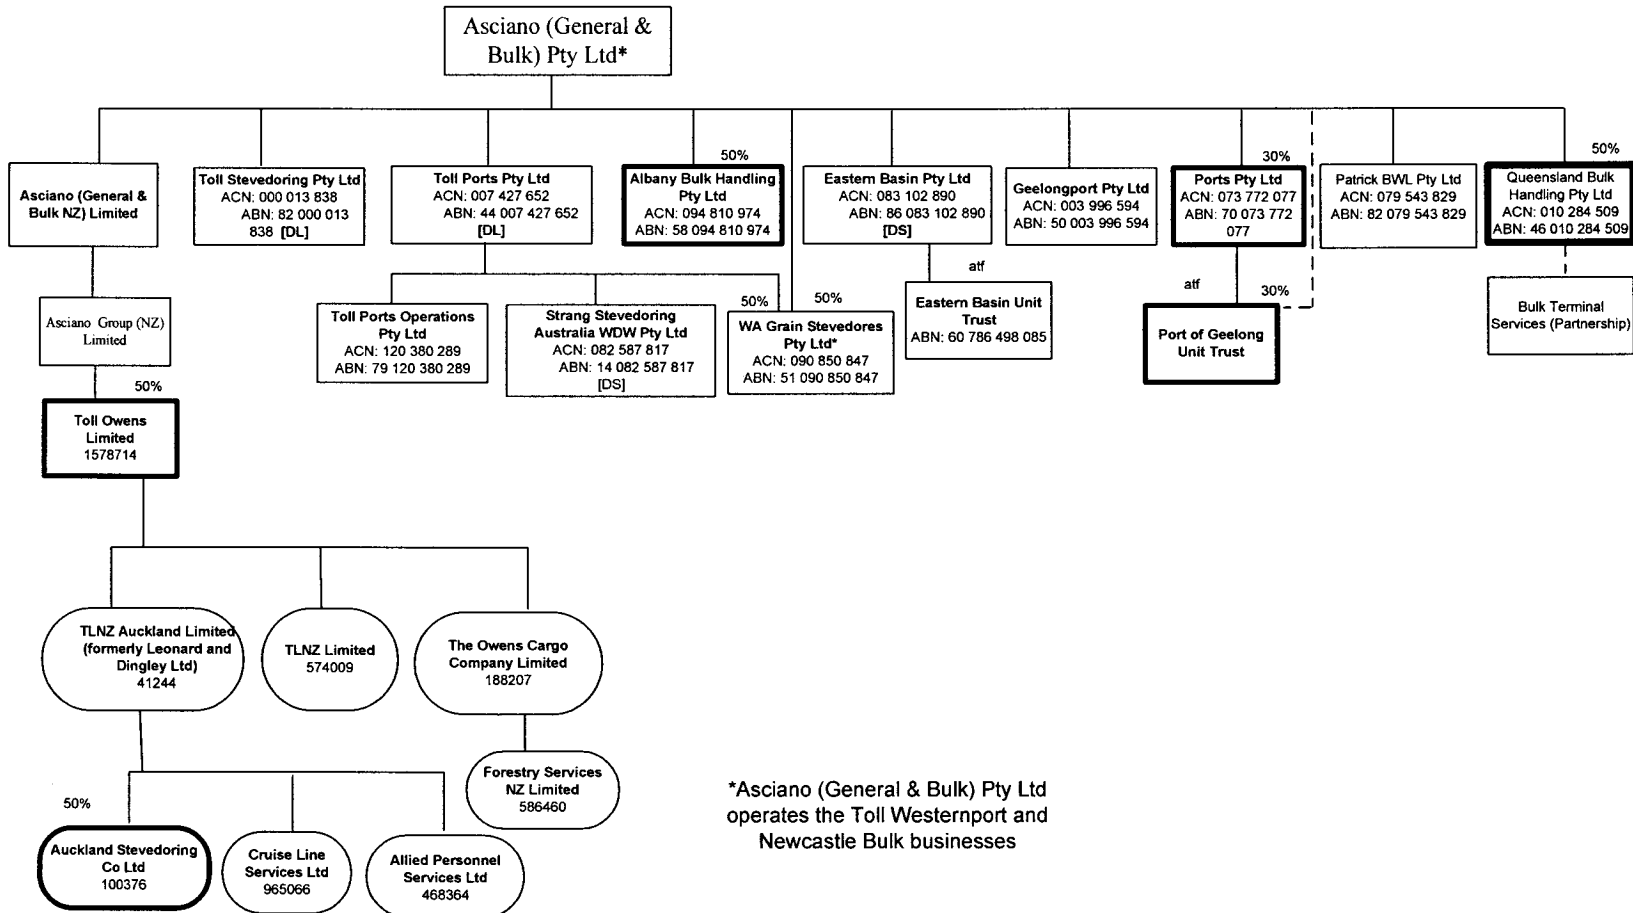 Asciano (General &
Bulk) Pty Ltd*
Asciano (General &
Bulk NZ) Limited
Toll Stevedoring Pty Ltd
ACN: 000 013 838
ABN: 82 000 013
838 [DL]
Toll Ports Pty Ltd
ACN: 007 427 652
ABN: 44 007 427 652
[DL]
50%
Albany Bulk Handling
Pty Ltd
ACN: 094 810 974
ABN: 58 094 810 974
Eastern Basin Pty Ltd
ACN: 083 102 890
ABN: 86 083 102 890
[DS]
Geelongport Pty Ltd
ACN: 003 996 594
ABN: 50 003 996 594
30%
Ports Pty Ltd
ACN: 073 772 077
ABN: 70 073 772
077
Patrick BWL Pty Ltd
ACN: 079 543 829
ABN: 82 079 543 829
50%
Queensland Bulk
Handling Pty Ltd
ACN: 010 284 509
ABN: 46 010 284 509
Asciano Group (NZ)
Limited
Toll Ports Operations
Pty Ltd
ACN: 120 380 289
ABN: 79 120 380 289
Strang Stevedoring
Australia WDW Pty Ltd
ACN: 082 587 817
ABN: 14 082 587 817
[DS]
50%
50%
WA Grain Stevedores
Pty Ltd*
ACN: 090 850 847
ABN: 51 090 850 847
atf
Eastern Basin Unit
Trust
ABN: 60 786 498 085
atf
30%
Port of Geelong
Unit Trust
Bulk Terminal
Services (Partnership)
50%
Toll Owens
Limited
1578714
TLNZ Auckland Limited
(formerly Leonard and
Dingley Ltd)
41244
TLNZ Limited
574009
The Owens Cargo
Company Limited
188207
Forestry Services
NZ Limited
586460
50%
Auckland Stevedoring
Co Ltd
100376
Cruise Line
Services Ltd
965066
Allied Personnel
Services Ltd
468364
*Asciano (General & Bulk) Pty Ltd
operates the Toll Westernport and
Newcastle Bulk businesses